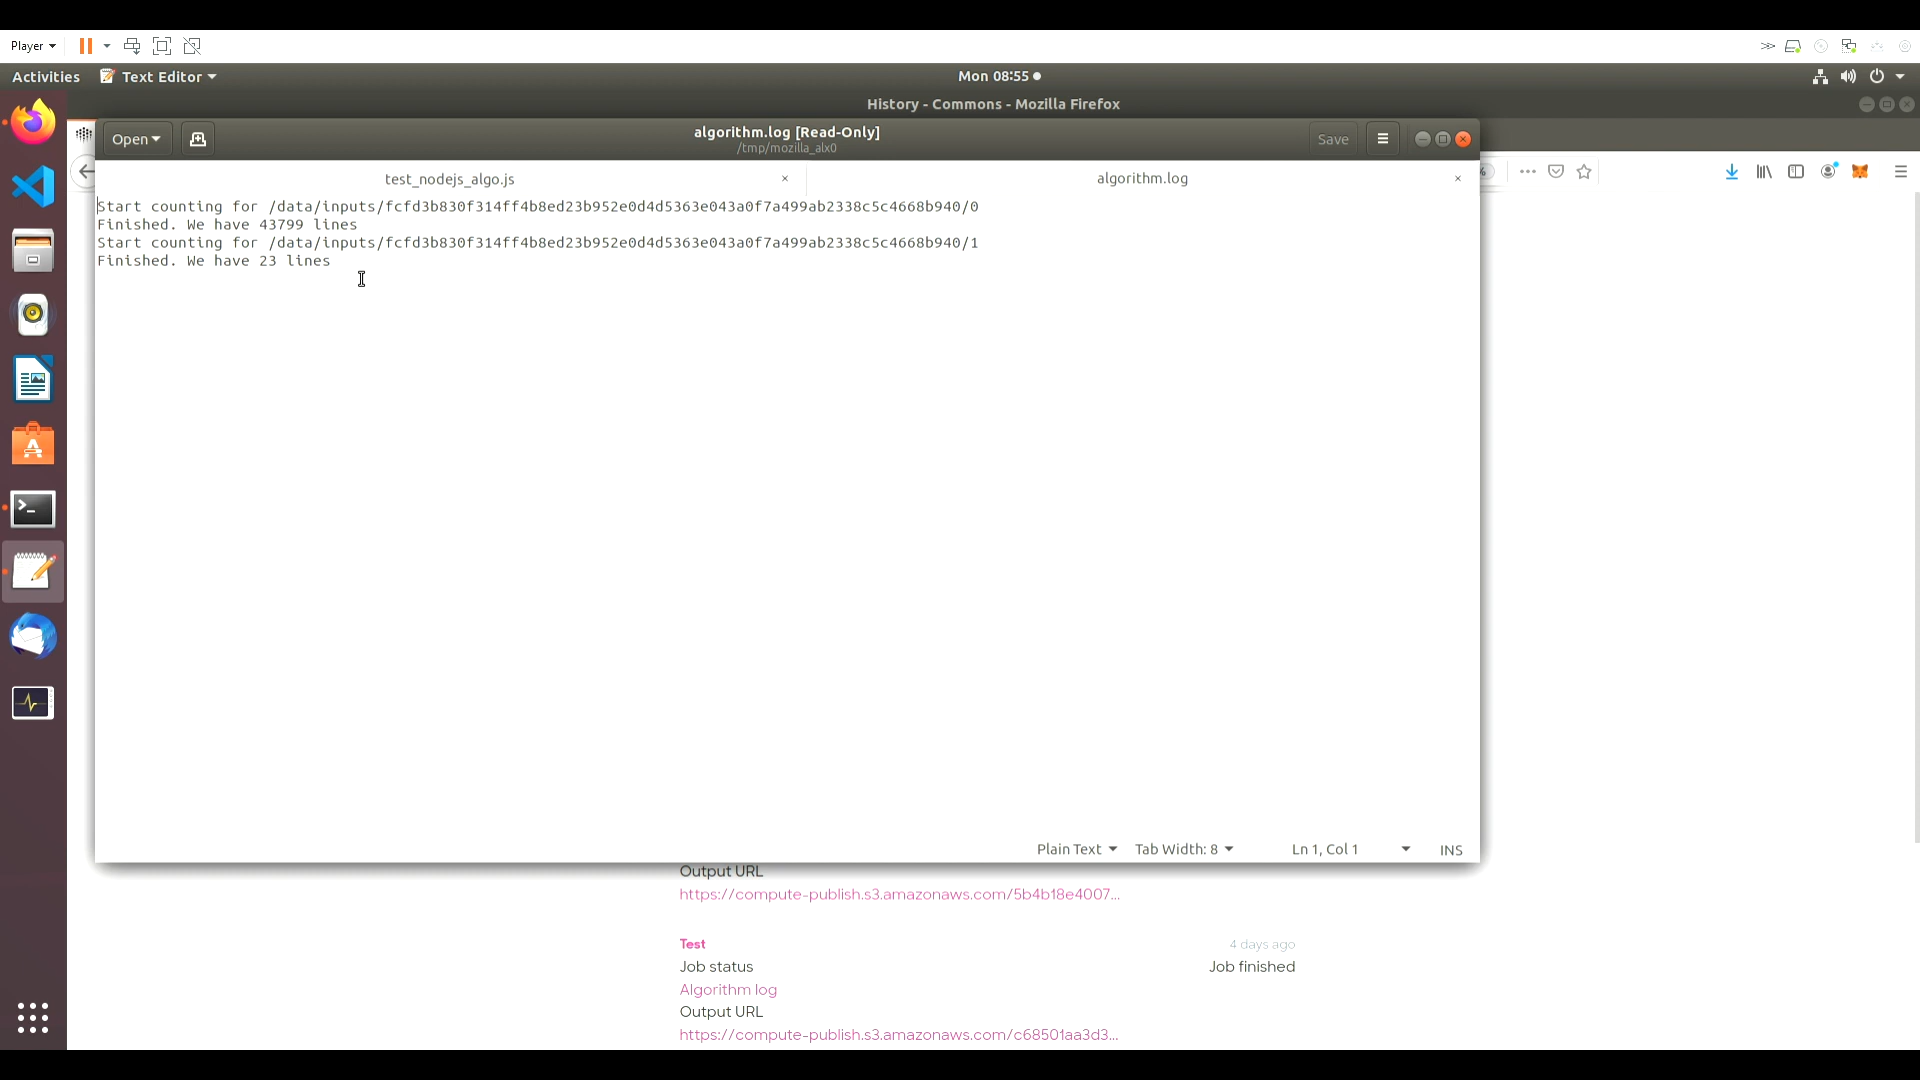 Player
Activities
Text Editor
Mon 08:55
History - Commons - Mozilla Firefox
Open
algorithm.log [Read-Only]
/tmp/mozilla_alx0
Save
test_nodejs_algo.js
algorithm.log
Start counting for /data/inputs/fcfd3b830f314ff4b8ed23b952e0d4d5363e043a0f7a499ab2338c5c4668b940/0
Finished. We have 43799 lines
Start counting for /data/inputs/fcfd3b830f314ff4b8ed23b952e0d4d5363e043a0f7a499ab2338c5c4668b940/1
Finished. We have 23 lines
Plain Text
Tab Width: 8
Ln 1, Col 1
INS
Output URL
https://compute-publish.s3.amazonaws.com/5b4b18e4007...
Test
4 days ago
Job status
Job finished
Algorithm log
Output URL
https://compute-publish.s3.amazonaws.com/c68501aa3d3...